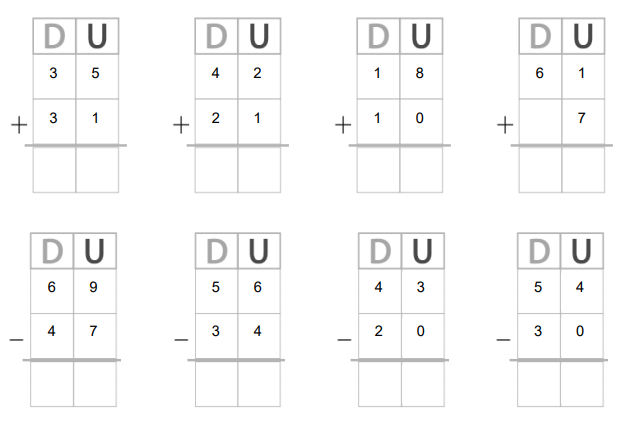 D U D U D U D U
3 5 4 2 1 8 6 1
+ 3 1 + 2 1 + 1 0 + 7
D U D U D U D U
6 9 5 6 4 3 5 4
− 4 7 − 3 4 − 2 0 − 3 0